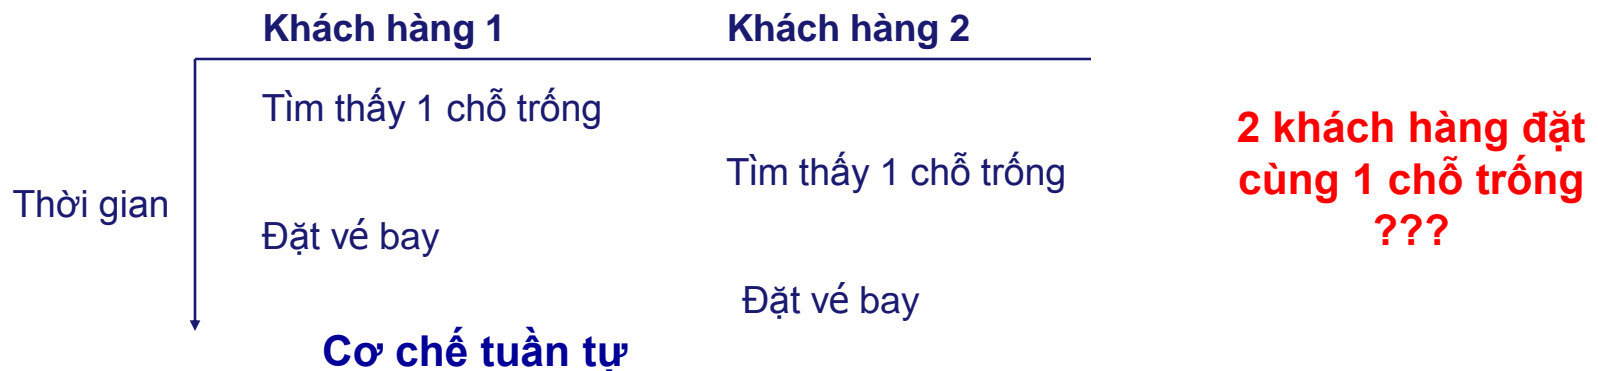 Khách hàng 1 Khách hàng 2
Tìm thấy 1 chỗ trống
Tìm thấy 1 chỗ trống
Thời gian
Đặt vé bay
Đặt vé bay
Cơ chế tuần tự
2 khách hàng đặt
cùng 1 chỗ trống
???